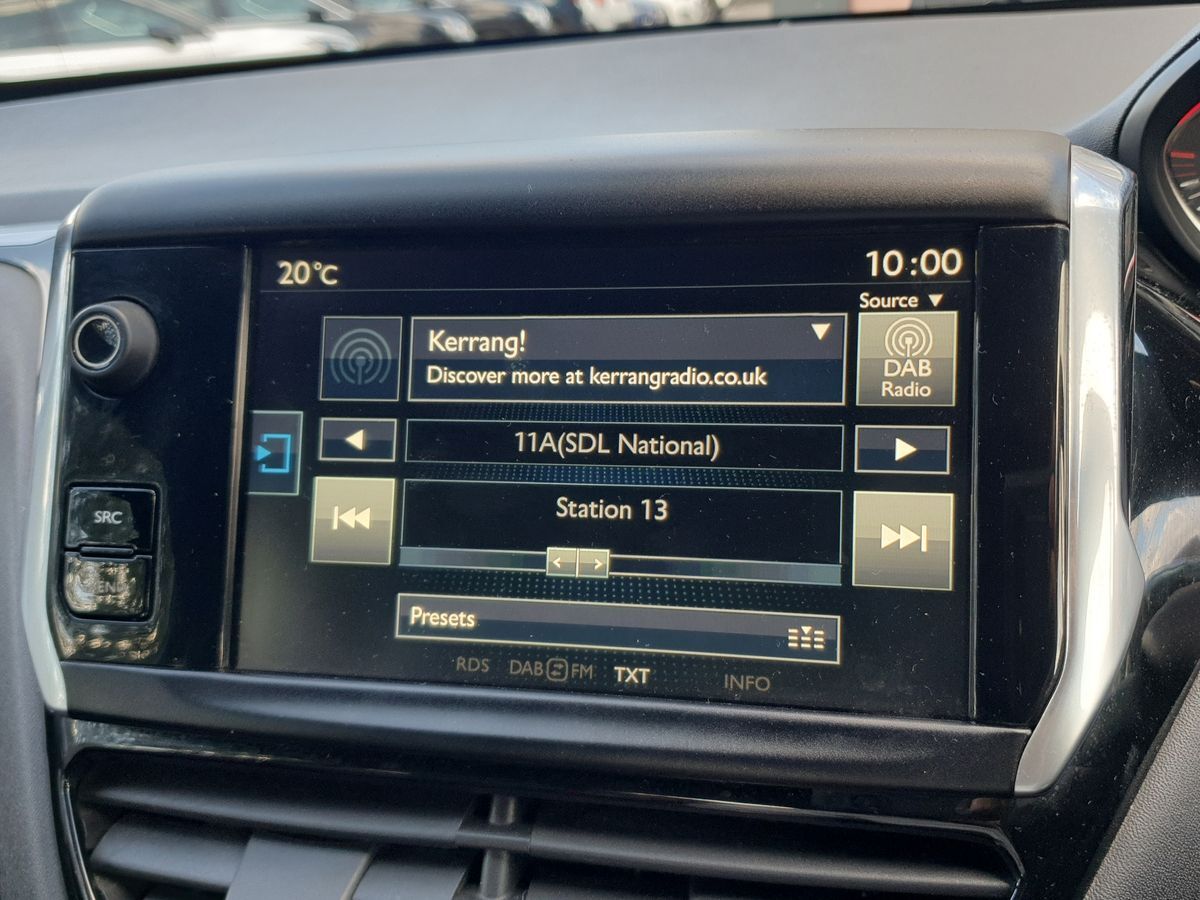 20°C
10:00
Source
Kerrang!
Discover more at kerrangradio.co.uk
DAB
Radio
11A(SDL National)
SRC
Station 13
Presets
RDS DAB FM TXT INFO